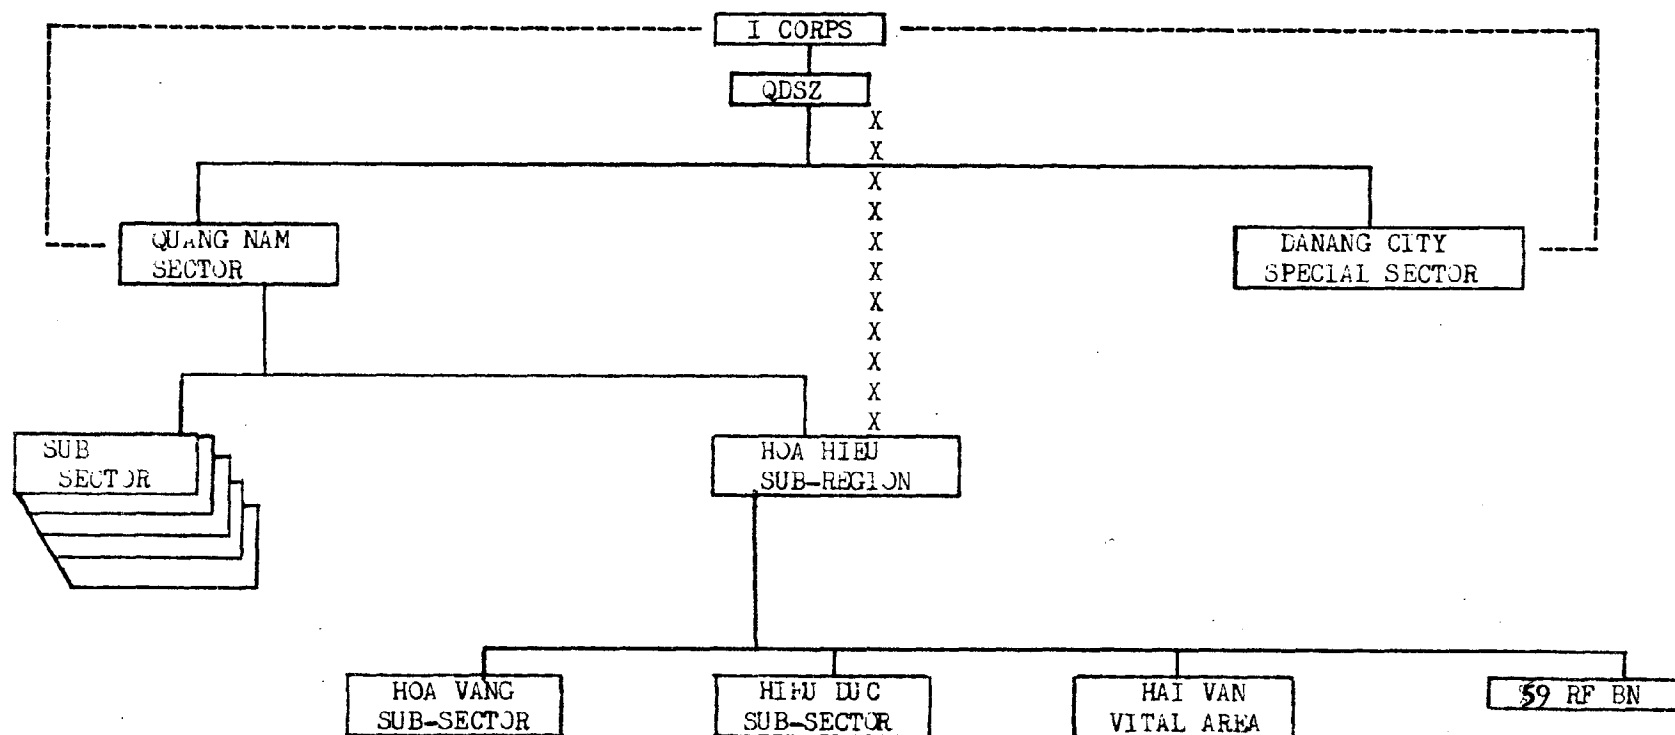 I CORPS
QDSZ
X
X
X
X
X
X
X
X
X
X
X
QUANG NAM
SECTOR
DANANG CITY
SPECIAL SECTOR
SUB
SECTOR
HOA HIEU
SUB-REGION
HOA VANG
SUB-SECTOR
HIEU DUC
SUB-SECTOR
HAI VAN
VITAL AREA
59 RF BN